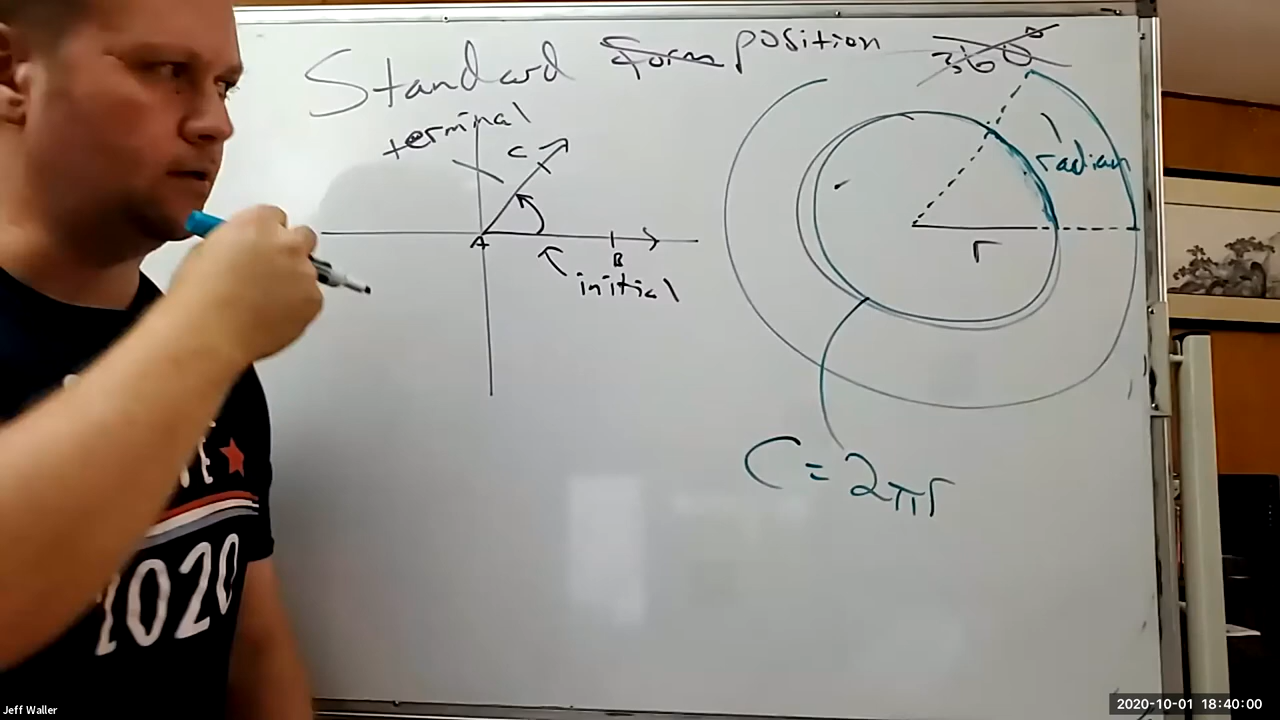 Standard form position
360°
terminal
C
radian
A
B
r
initial
C = 2πr
2020
Jeff Waller
2020-10-01 18:40:00